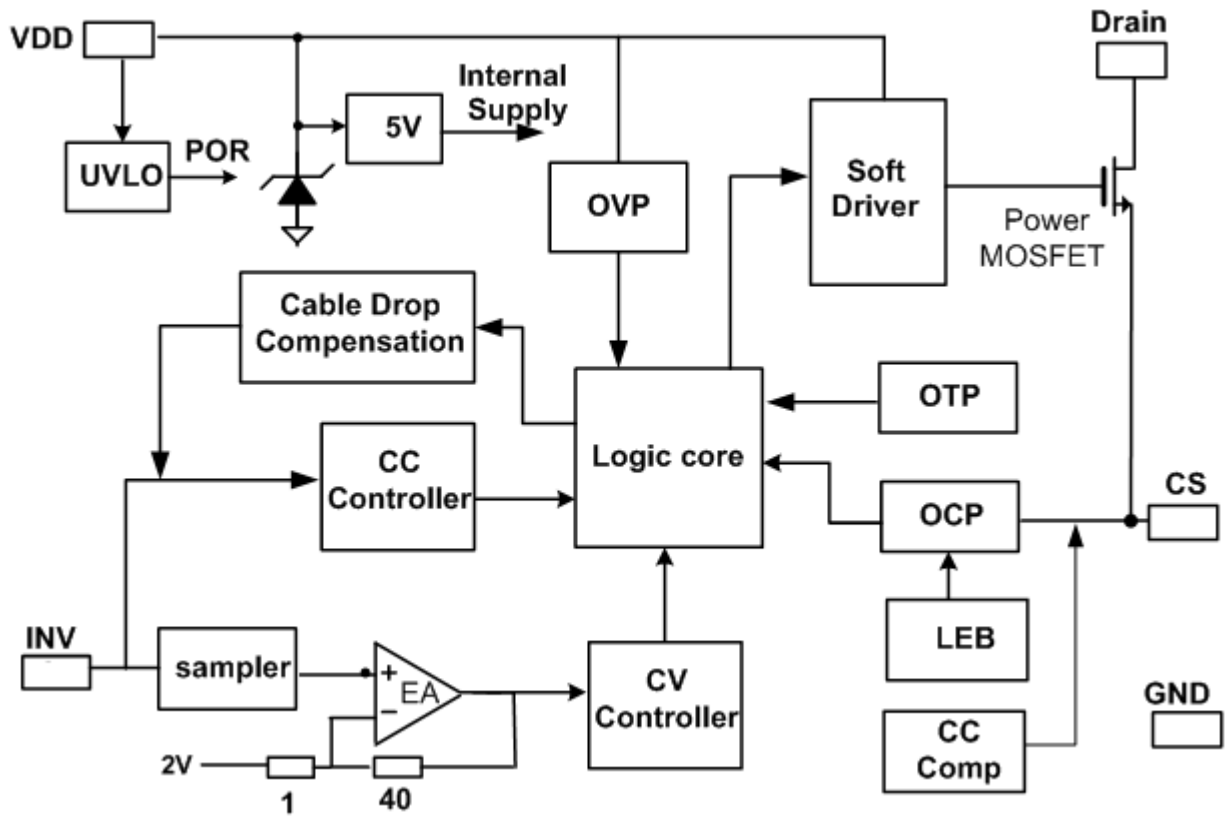 VDD
Drain
Internal
Supply
5V
POR
UVLO
OVP
Soft
Driver
Power
MOSFET
Cable Drop
Compensation
OTP
Logic core
CC
Controller
OCP
CS
LEB
INV
sampler
+
EA
−
CV
Controller
GND
CC
Comp
2V
1
40